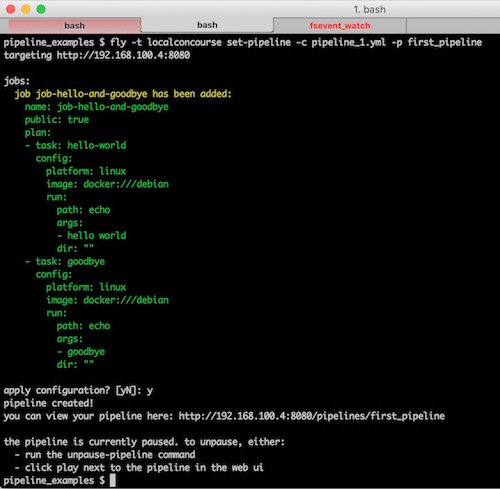 1. bash
bash
bash
fsevent_watch
pipeline_examples $ fly -t localconcourse set-pipeline -c pipeline_1.yml -p first_pipeline
targeting http://192.168.100.4:8080

jobs:
  job job-hello-and-goodbye has been added:
    name: job-hello-and-goodbye
    public: true
    plan:
    - task: hello-world
      config:
        platform: linux
        image: docker:///debian
        run:
          path: echo
          args:
          - hello world
          dir: ""
    - task: goodbye
      config:
        platform: linux
        image: docker:///debian
        run:
          path: echo
          args:
          - goodbye
          dir: ""

apply configuration? [yN]: y
pipeline created!
you can view your pipeline here: http://192.168.100.4:8080/pipelines/first_pipeline

the pipeline is currently paused. to unpause, either:
  - run the unpause-pipeline command
  - click play next to the pipeline in the web ui
pipeline_examples $